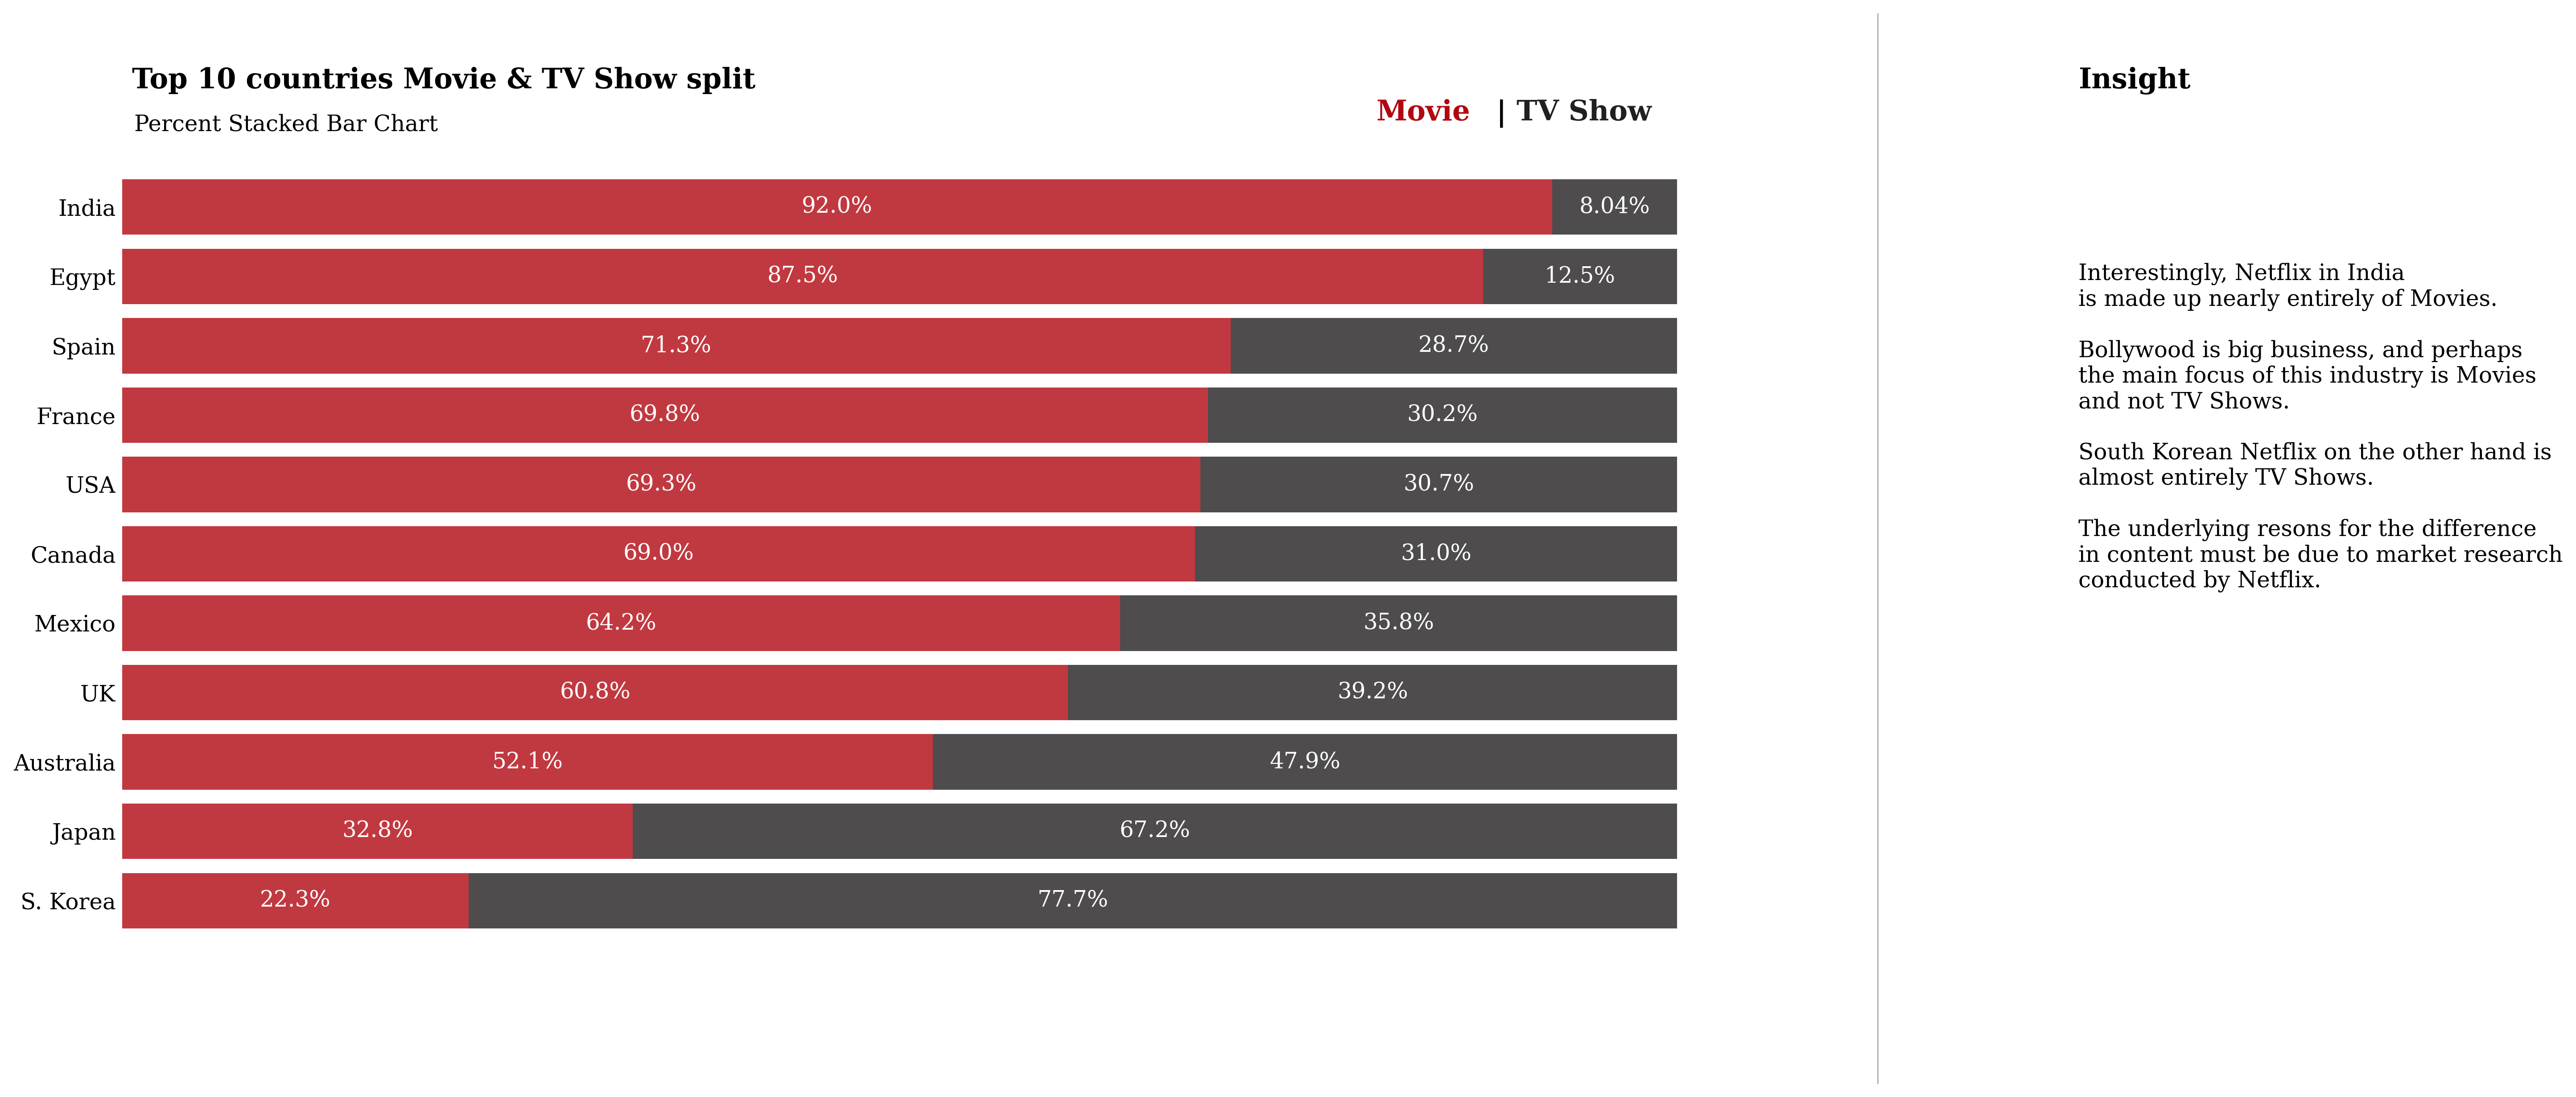 Top 10 countries Movie & TV Show split
Percent Stacked Bar Chart
Movie | TV Show
India 92.0% 8.04%
Egypt 87.5% 12.5%
Spain 71.3% 28.7%
France 69.8% 30.2%
USA 69.3% 30.7%
Canada 69.0% 31.0%
Mexico 64.2% 35.8%
UK 60.8% 39.2%
Australia 52.1% 47.9%
Japan 32.8% 67.2%
S. Korea 22.3% 77.7%
Insight
Interestingly, Netflix in India
is made up nearly entirely of Movies.
Bollywood is big business, and perhaps
the main focus of this industry is Movies
and not TV Shows.
South Korean Netflix on the other hand is
almost entirely TV Shows.
The underlying resons for the difference
in content must be due to market research
conducted by Netflix.